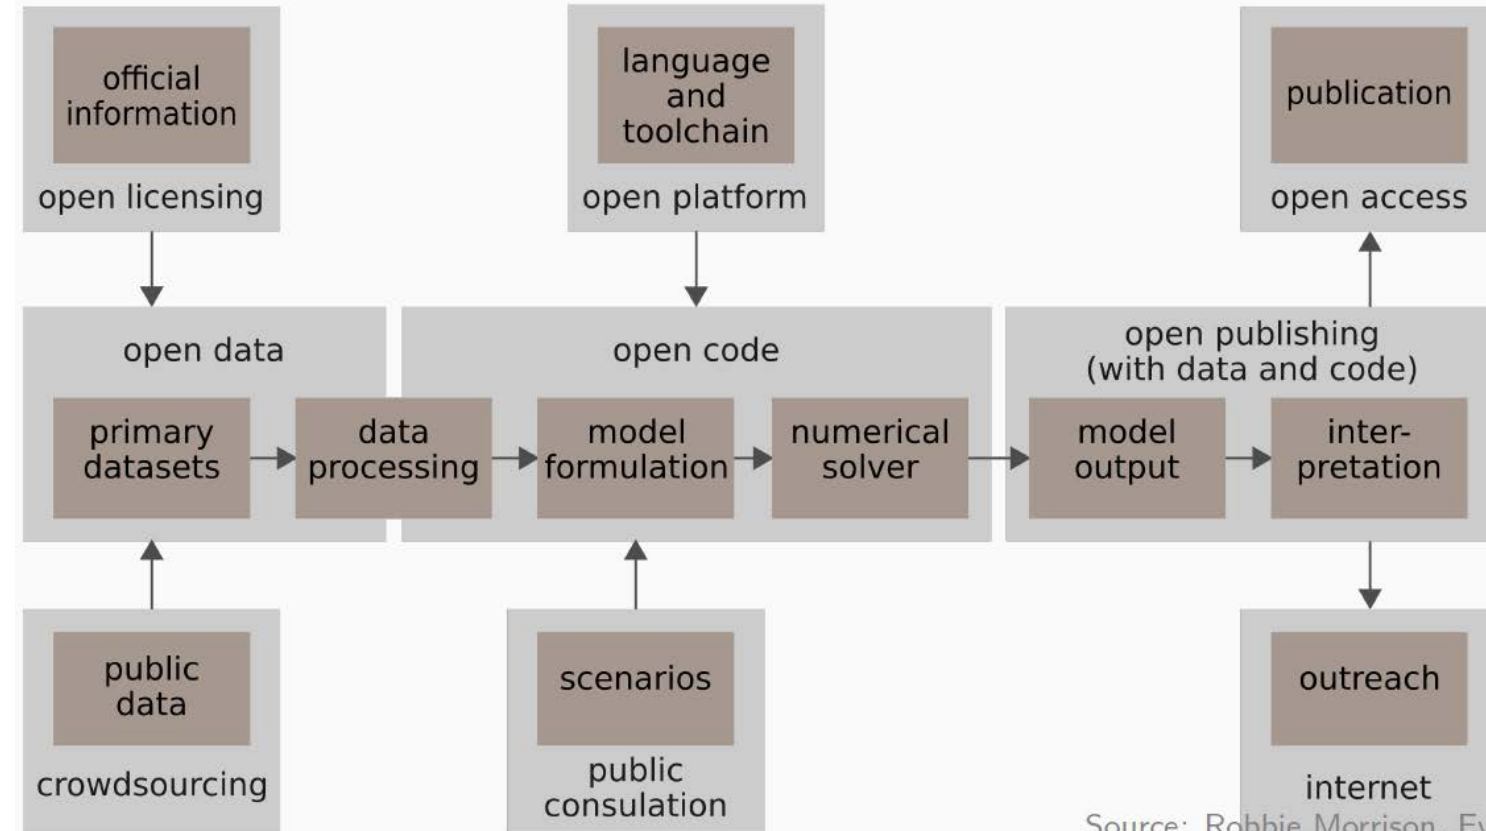 official
information
open licensing
language
and
toolchain
open platform
publication
open access
open data
open code
open publishing
(with data and code)
primary
datasets
data
processing
model
formulation
numerical
solver
model
output
inter-
pretation
public
data
crowdsourcing
scenarios
public
consulation
outreach
internet
Source: Robbie Morrison, Ev